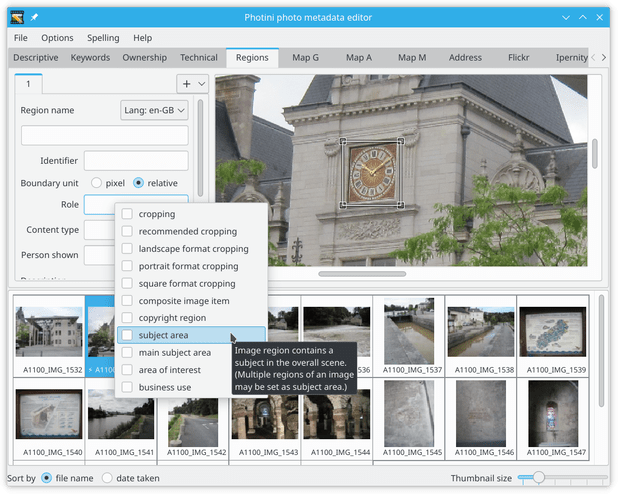 Photini photo metadata editor
File Options Spelling Help
Descriptive Keywords Ownership Technical Regions Map G Map A Map M Address Flickr Ipernity
1
Region name Lang: en-GB
Identifier
Boundary unit pixel relative
Role
Content type
Person shown
cropping
recommended cropping
landscape format cropping
portrait format cropping
square format cropping
composite image item
copyright region
subject area
main subject area
area of interest
business use
Image region contains a
subject in the overall scene.
(Multiple regions of an image
may be set as subject area.)
A1100_IMG_1532 A1100_IMG_1537 A1100_IMG_1538 A1100_IMG_1539
A1100_IMG_1540 A1100_IMG_1541 A1100_IMG_1542 A1100_IMG_1543 A1100_IMG_1544 A1100_IMG_1545 A1100_IMG_1546 A1100_IMG_1547
Sort by file name date taken Thumbnail size